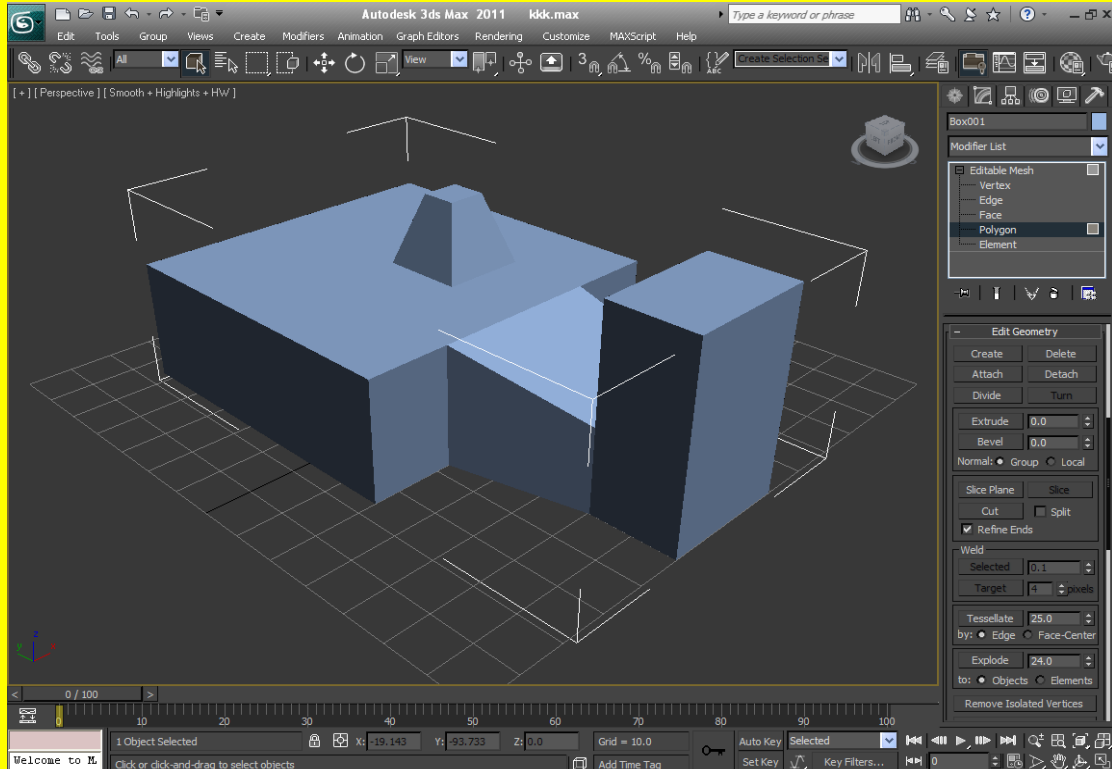 Autodesk 3ds Max 2011 kkk.max
Type a keyword or phrase
Edit Tools Group Views Create Modifiers Animation Graph Editors Rendering Customize MAXScript Help
All
View
3
%
ABC
Create Selection Se
[ + ] [ Perspective ] [ Smooth + Highlights + HW ]
Box001
Modifier List
Editable Mesh
Vertex
Edge
Face
Polygon
Element
Edit Geometry
Create Delete
Attach Detach
Divide Turn
Extrude 0.0
Bevel 0.0
Normal: Group Local
Slice Plane Slice
Cut Split
Refine Ends
Weld
Selected 0.1
Target 4 pixels
Tessellate 25.0
by: Edge Face-Center
Explode 24.0
to: Objects Elements
Remove Isolated Vertices
z
y x
< 0 / 100 >
0 10 20 30 40 50 60 70 80 90 100
1 Object Selected X: -19.143 Y: -93.733 Z: 0.0 Grid = 10.0 Auto Key Selected
Welcome to M Click or click-and-drag to select objects Add Time Tag Set Key Key Filters... 0